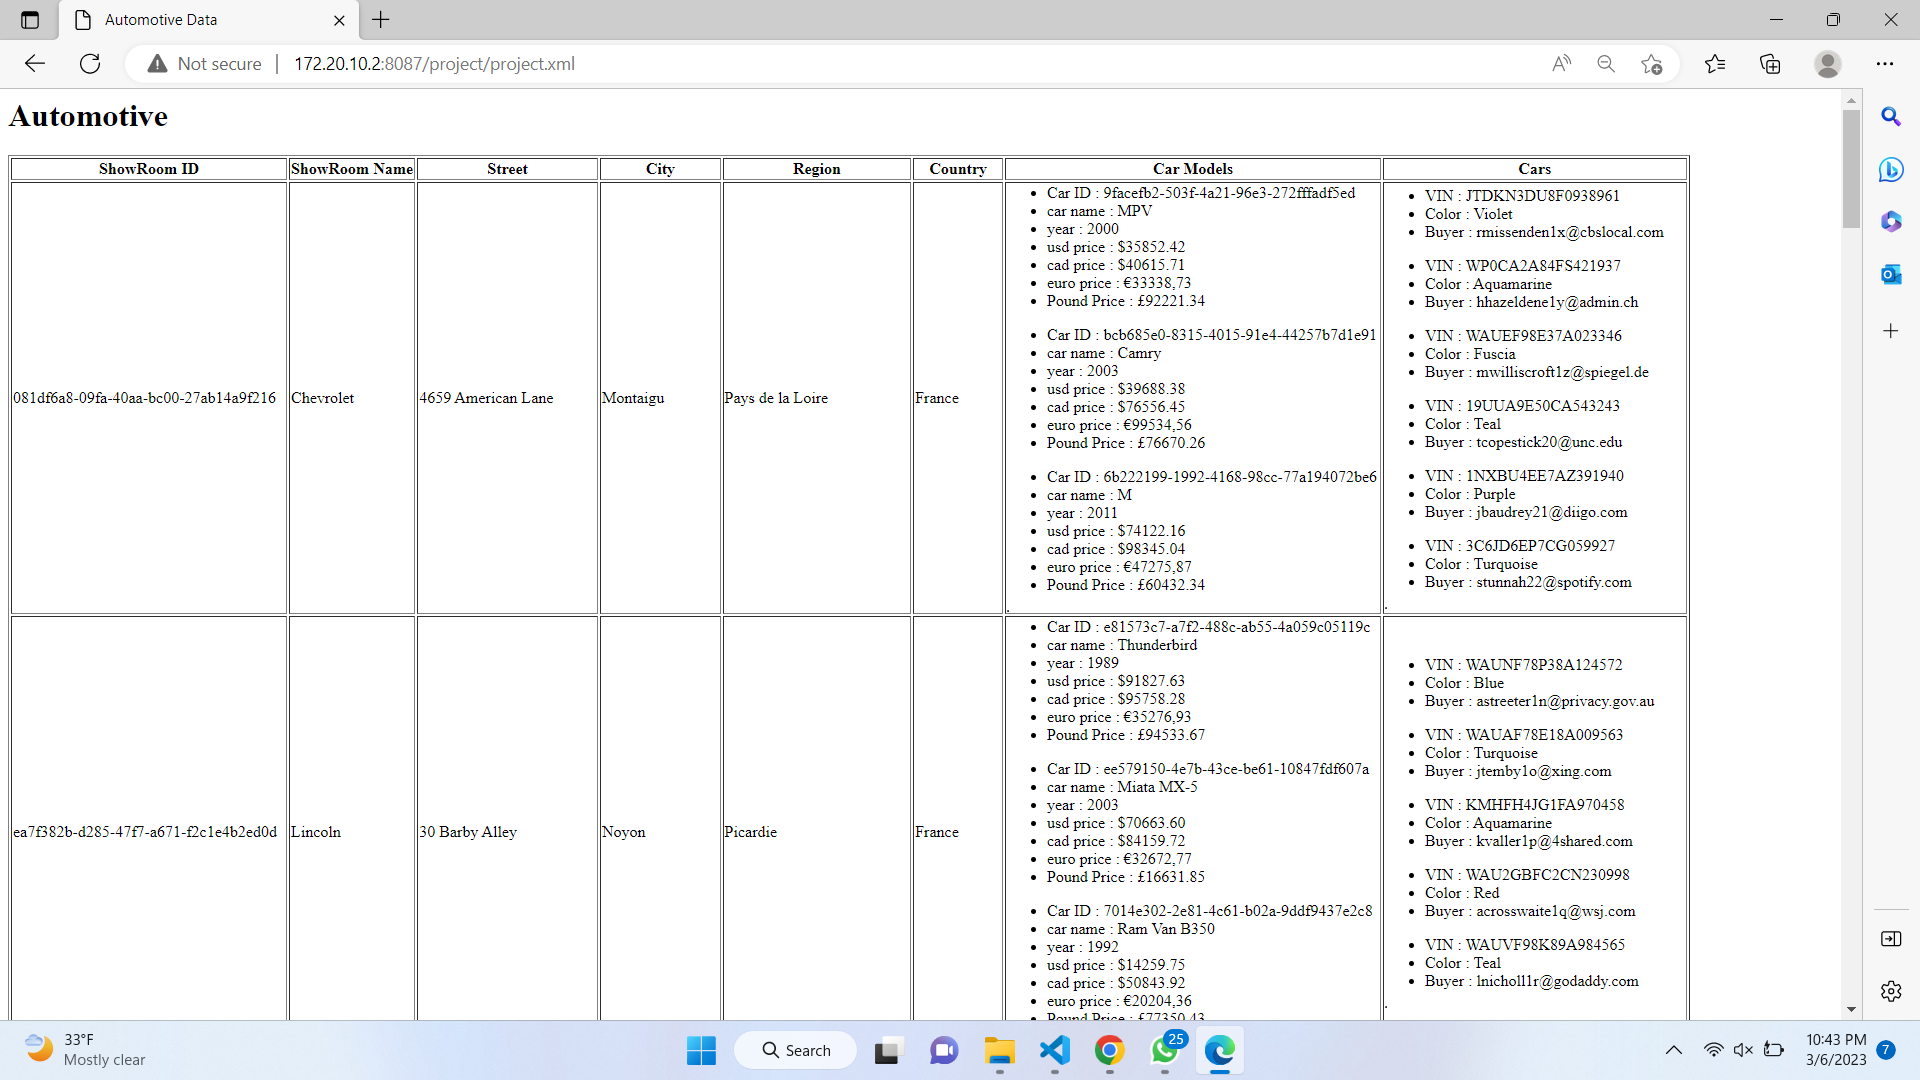 Automotive Data
Not secure
172.20.10.2:8087/project/project.xml
Automotive
ShowRoom ID ShowRoom Name Street City Region Country Car Models Cars
081df6a8-09fa-40aa-bc00-27ab14a9f216 Chevrolet 4659 American Lane Montaigu Pays de la Loire France
Car ID : 9facefb2-503f-4a21-96e3-272fffadf5ed
car name : MPV
year : 2000
usd price : $35852.42
cad price : $40615.71
euro price : €33338,73
Pound Price : £92221.34
Car ID : bcb685e0-8315-4015-91e4-44257b7d1e91
car name : Camry
year : 2003
usd price : $39688.38
cad price : $76556.45
euro price : €99534,56
Pound Price : £76670.26
Car ID : 6b222199-1992-4168-98cc-77a194072be6
car name : M
year : 2011
usd price : $74122.16
cad price : $98345.04
euro price : €47275,87
Pound Price : £60432.34
.
VIN : JTDKN3DU8F0938961
Color : Violet
Buyer : rmissenden1x@cbslocal.com
VIN : WP0CA2A84FS421937
Color : Aquamarine
Buyer : hhazeldene1y@admin.ch
VIN : WAUEF98E37A023346
Color : Fuscia
Buyer : mwilliscroft1z@spiegel.de
VIN : 19UUA9E50CA543243
Color : Teal
Buyer : tcopestick20@unc.edu
VIN : 1NXBU4EE7AZ391940
Color : Purple
Buyer : jbaudrey21@diigo.com
VIN : 3C6JD6EP7CG059927
Color : Turquoise
Buyer : stunnah22@spotify.com
.
ea7f382b-d285-47f7-a671-f2c1e4b2ed0d Lincoln 30 Barby Alley Noyon Picardie France
Car ID : e81573c7-a7f2-488c-ab55-4a059c05119c
car name : Thunderbird
year : 1989
usd price : $91827.63
cad price : $95758.28
euro price : €35276,93
Pound Price : £94533.67
Car ID : ee579150-4e7b-43ce-be61-10847fdf607a
car name : Miata MX-5
year : 2003
usd price : $70663.60
cad price : $84159.72
euro price : €32672,77
Pound Price : £16631.85
Car ID : 7014e302-2e81-4c61-b02a-9ddf9437e2c8
car name : Ram Van B350
year : 1992
usd price : $14259.75
cad price : $50843.92
euro price : €20204,36
Pound Price : £77350.43
VIN : WAUNF78P38A124572
Color : Blue
Buyer : astreeter1n@privacy.gov.au
VIN : WAUAF78E18A009563
Color : Turquoise
Buyer : jtemby1o@xing.com
VIN : KMHFH4JG1FA970458
Color : Aquamarine
Buyer : kvaller1p@4shared.com
VIN : WAU2GBFC2CN230998
Color : Red
Buyer : acrosswaite1q@wsj.com
VIN : WAUVF98K89A984565
Color : Teal
Buyer : lnicholl1r@godaddy.com
.
33°F
Mostly clear
Search
25
10:43 PM
3/6/2023
7